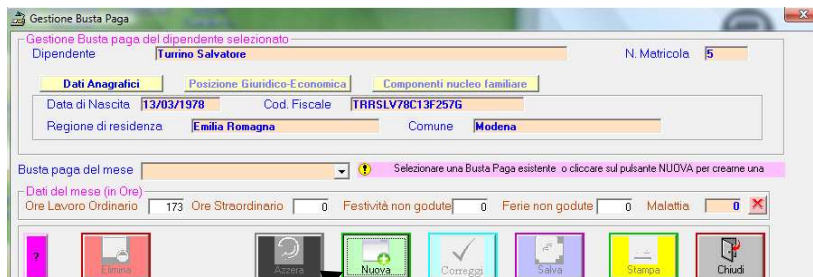 Gestione Busta Paga
Gestione Busta paga del dipendente selezionato
Dipendente Turrino Salvatore N. Matricola 5
Dati Anagrafici Posizione Giuridico-Economica Componenti nucleo familiare
Data di Nascita 13/03/1978 Cod. Fiscale TRRSLV78C13F257G
Regione di residenza Emilia Romagna Comune Modena
Busta paga del mese Selezionare una Busta Paga esistente o cliccare sul pulsante NUOVA per crearne una
Dati del mese (in Ore)
Ore Lavoro Ordinario 173 Ore Straordinario 0 Festività non godute 0 Ferie non godute 0 Malattia 0
? Elimina Azzera Nuova Correggi Salva Stampa Chiudi